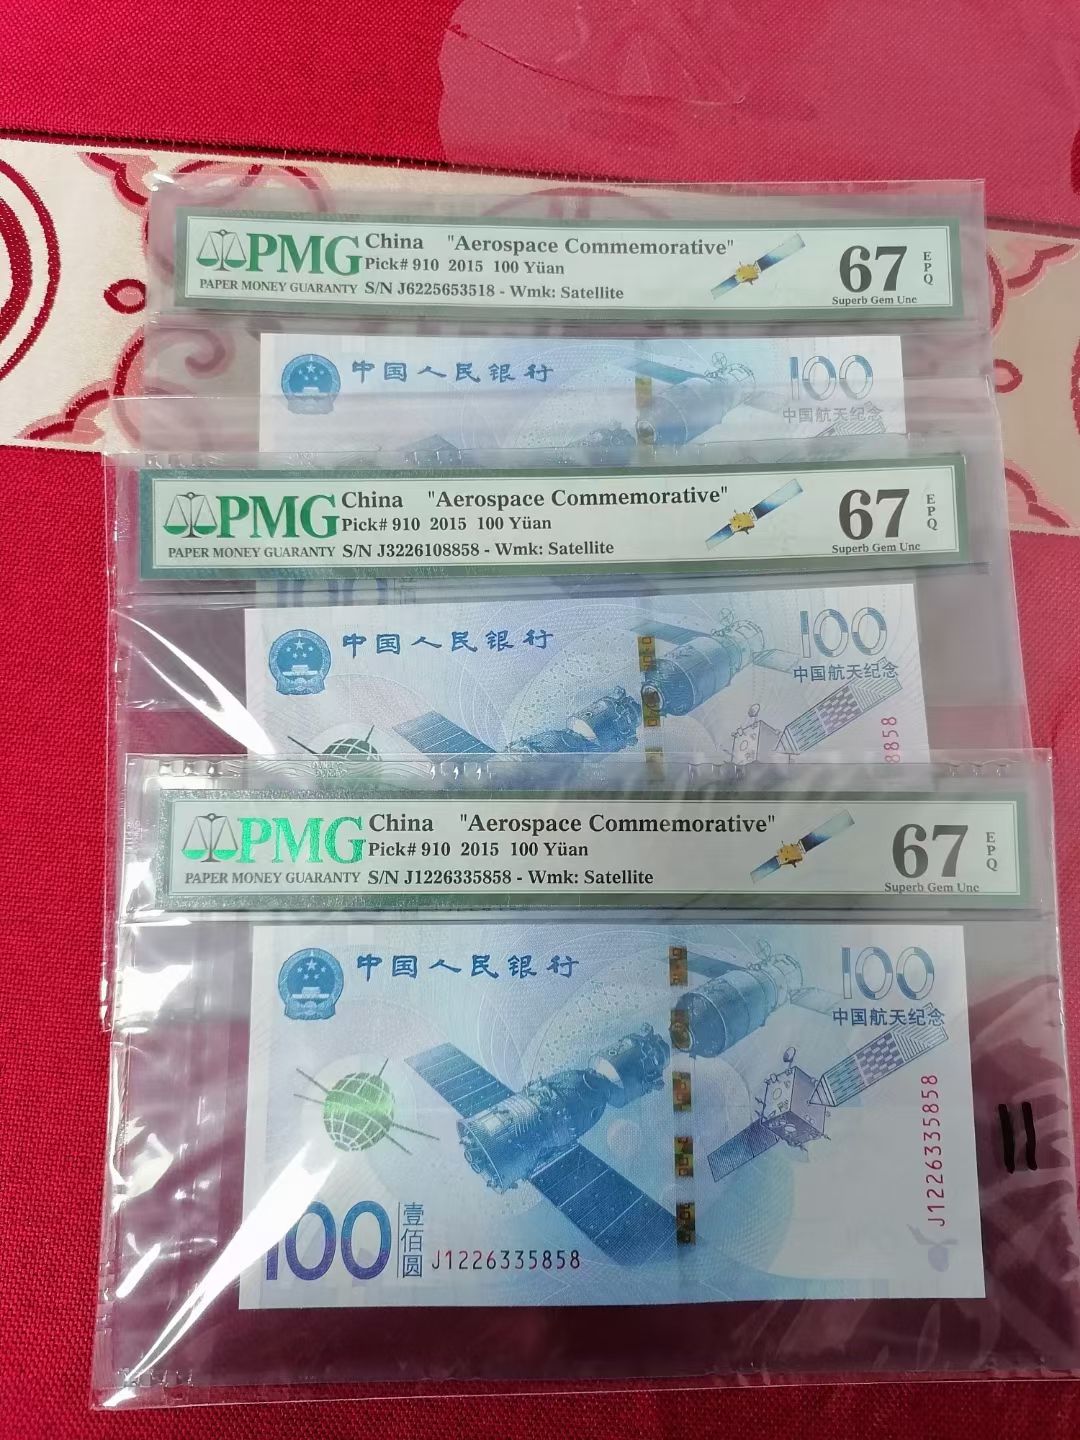 PMG
PAPER MONEY GUARANTY
China "Aerospace Commemorative"
Pick# 910 2015 100 Yüan
S/N J6225653518 - Wmk: Satellite
67
EPQ
Superb Gem Unc
中国人民银行
100
中国航天纪念
PMG
PAPER MONEY GUARANTY
China "Aerospace Commemorative"
Pick# 910 2015 100 Yüan
S/N J3226108858 - Wmk: Satellite
67
EPQ
Superb Gem Unc
100
中国人民银行
100
中国航天纪念
8858
PMG
PAPER MONEY GUARANTY
China "Aerospace Commemorative"
Pick# 910 2015 100 Yüan
S/N J1226335858 - Wmk: Satellite
67
EPQ
Superb Gem Unc
中国人民银行
100
中国航天纪念
J1226335858
11
100
壹佰圆
J1226335858